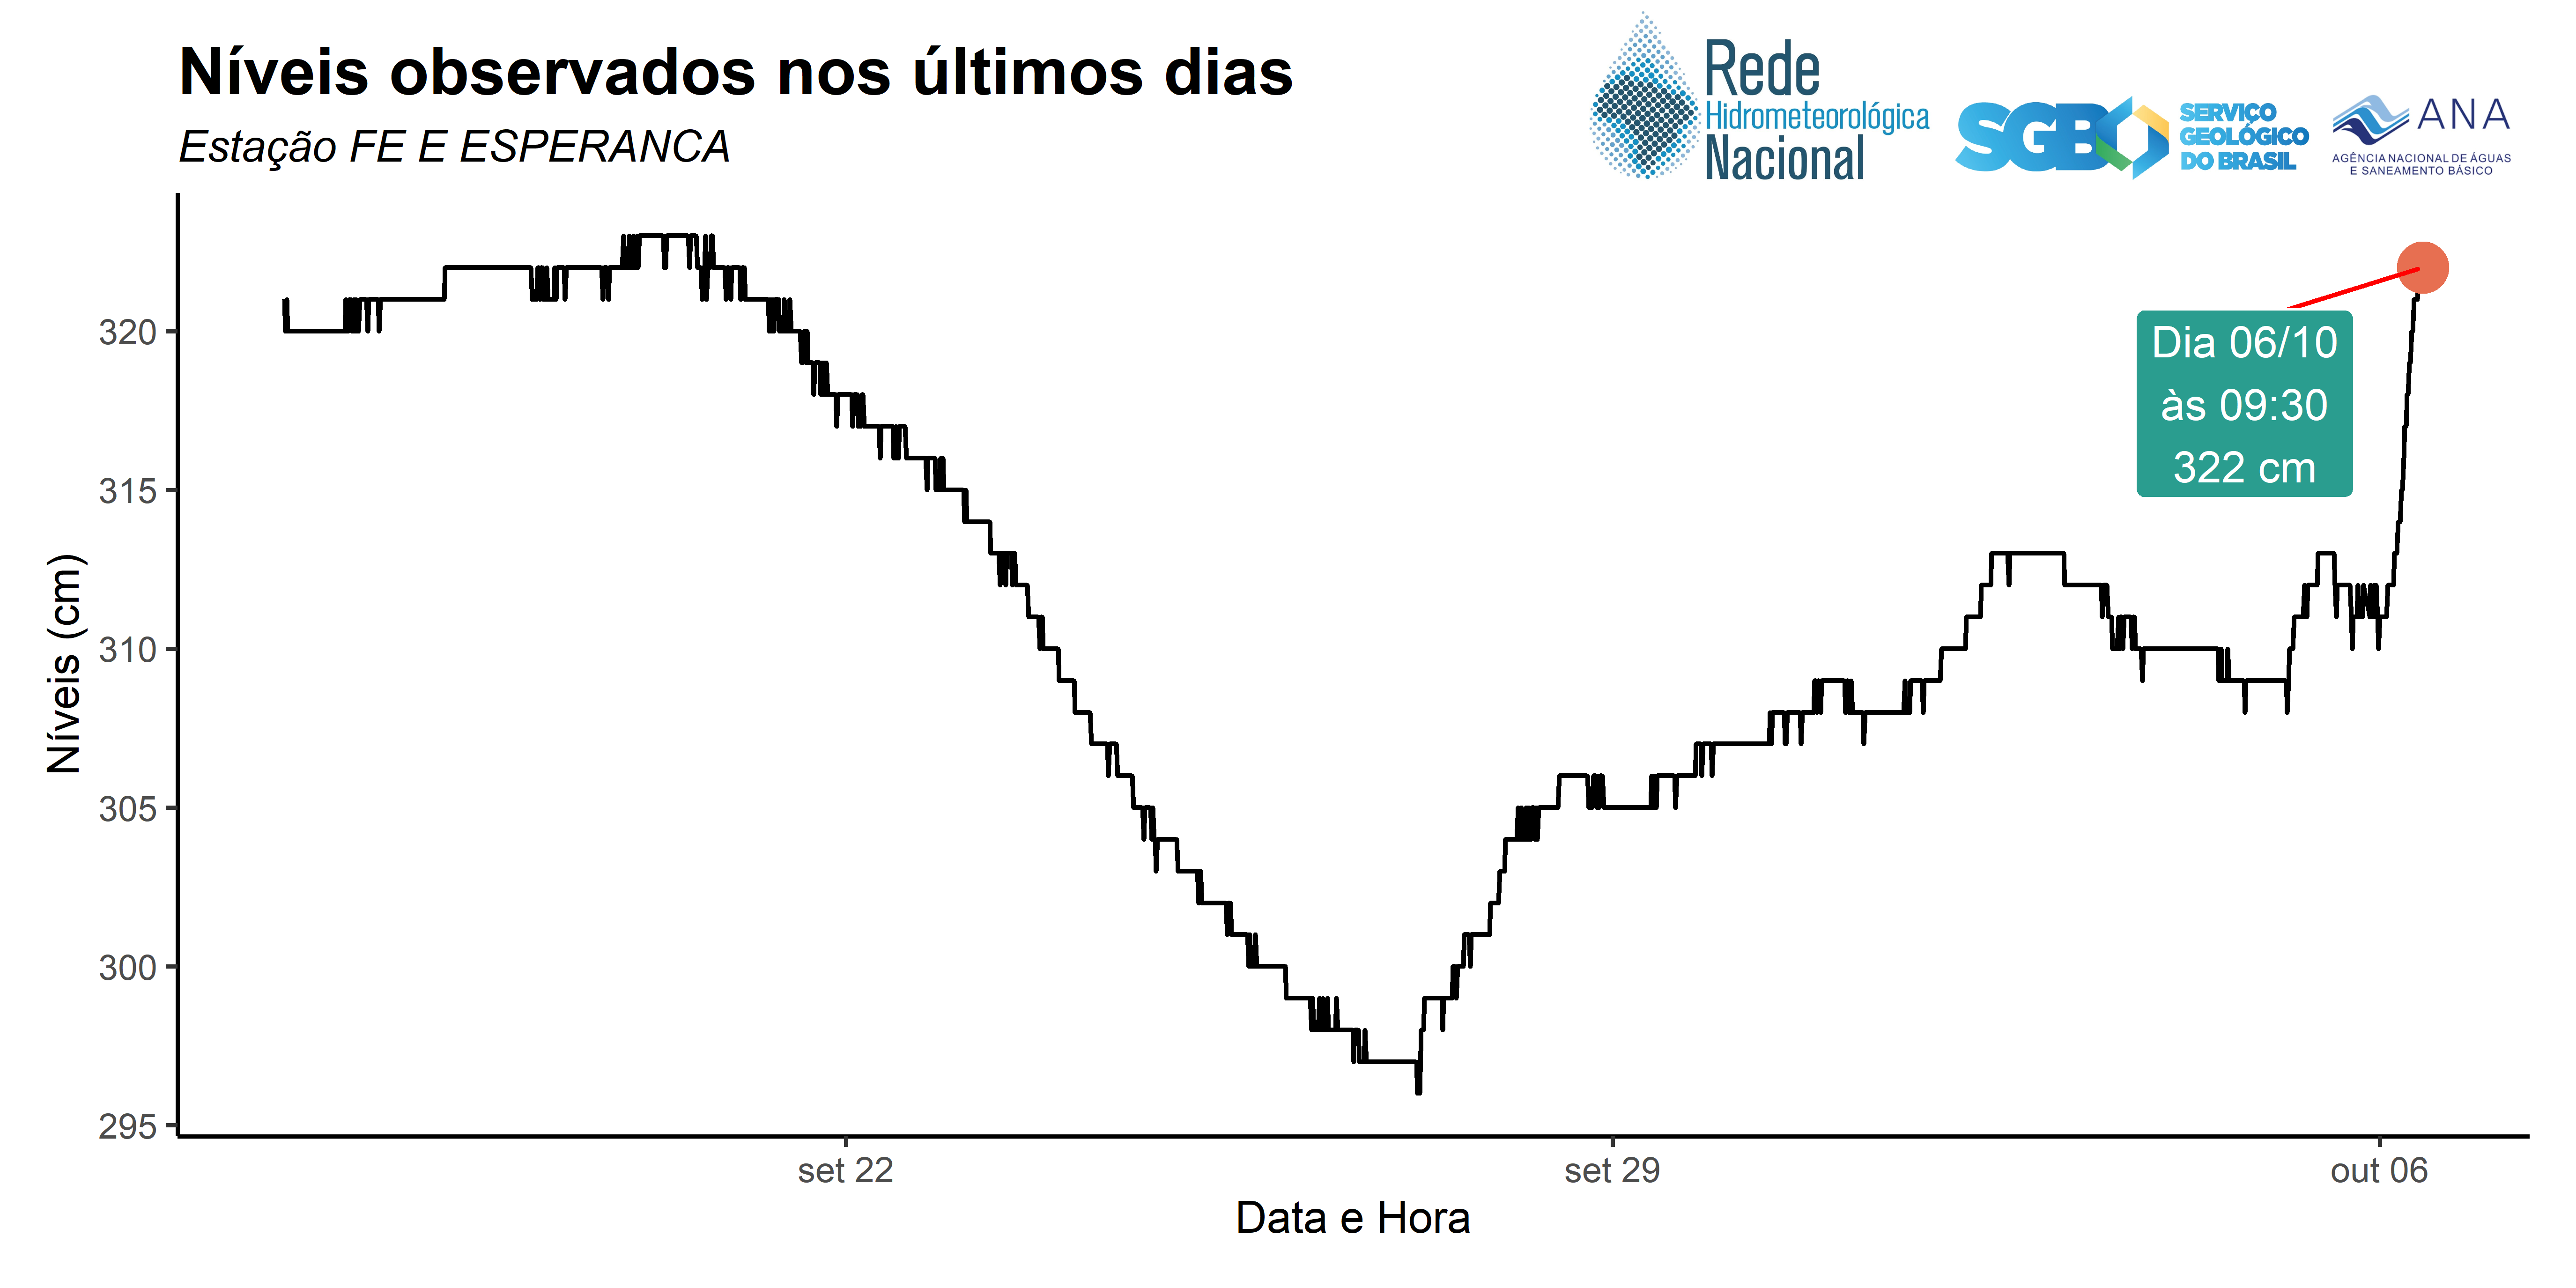 Níveis observados nos últimos dias
Estação FE E ESPERANCA
Rede
Hidrometeorológica
Nacional
SGB
SERVIÇO
GEOLÓGICO
DO BRASIL
ANA
AGÊNCIA NACIONAL DE ÁGUAS
E SANEAMENTO BÁSICO
Níveis (cm)
320
315
310
305
300
295
Dia 06/10
às 09:30
322 cm
set 22
set 29
out 06
Data e Hora